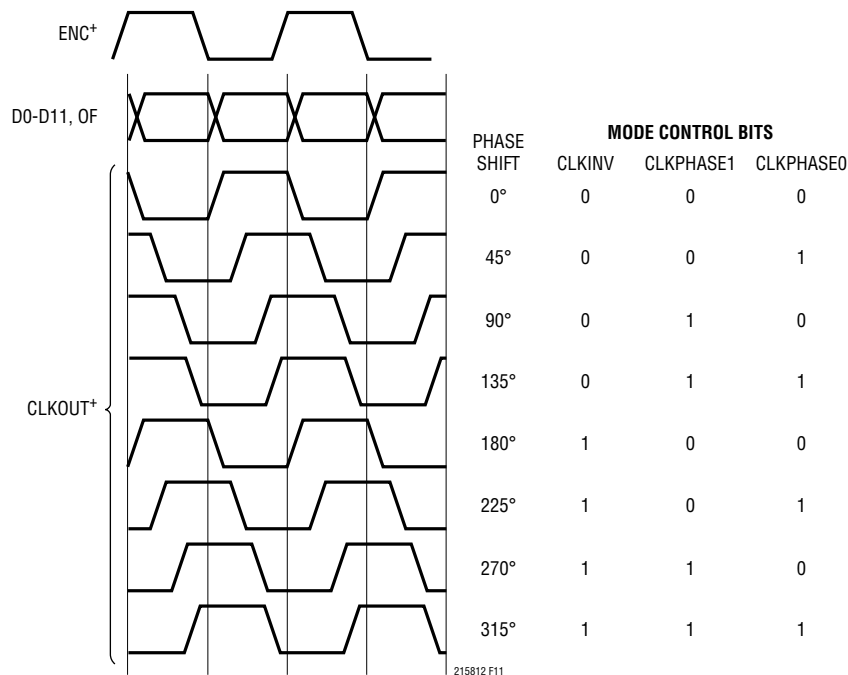 ENC+
D0-D11, OF
CLKOUT+
MODE CONTROL BITS
PHASE SHIFT CLKINV CLKPHASE1 CLKPHASE0
0° 0 0 0
45° 0 0 1
90° 0 1 0
135° 0 1 1
180° 1 0 0
225° 1 0 1
270° 1 1 0
315° 1 1 1
215812 F11